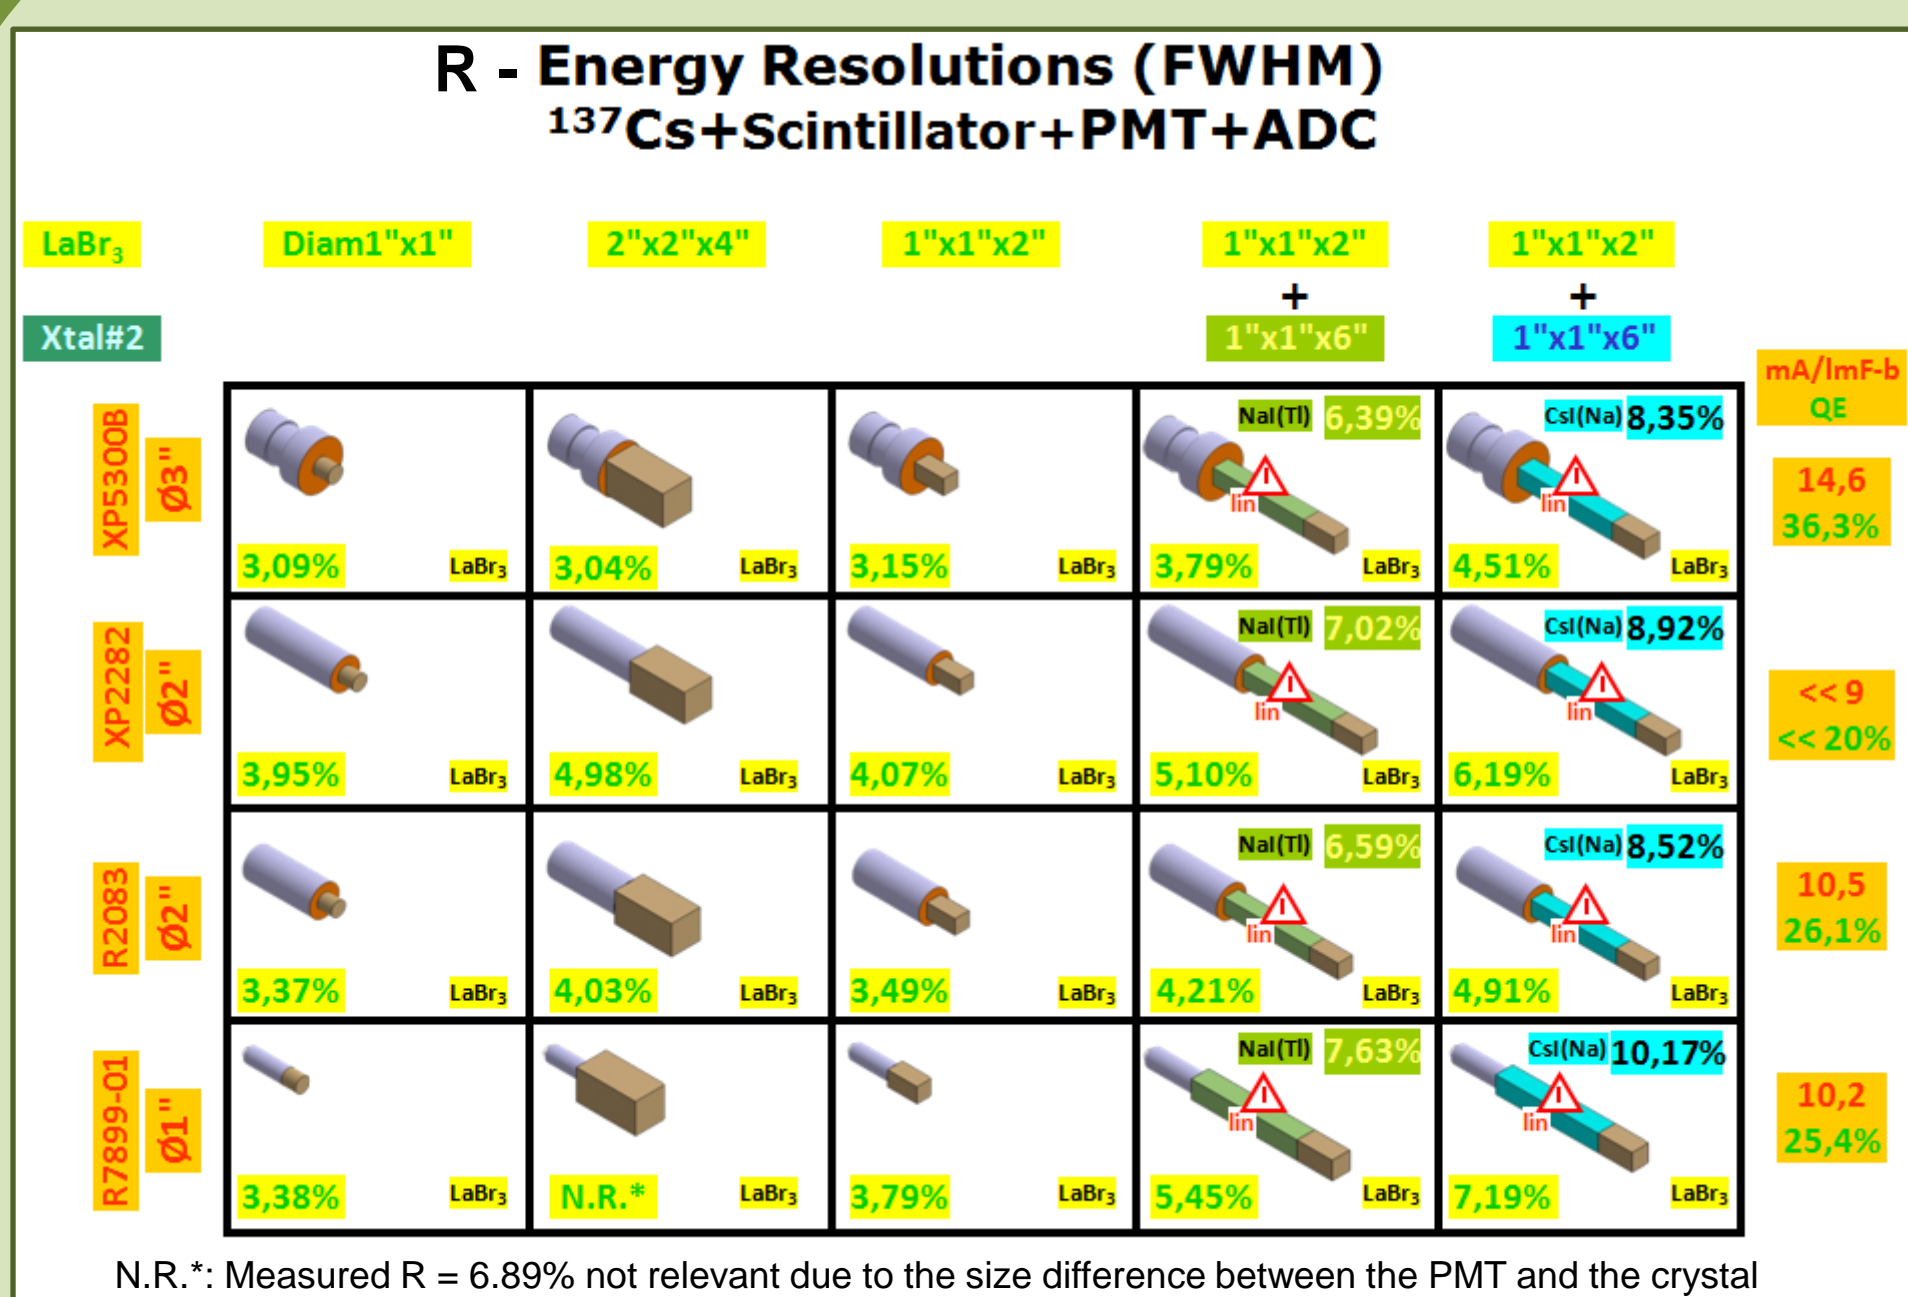 R - Energy Resolutions (FWHM)
¹³⁷Cs+Scintillator+PMT+ADC
LaBr₃ Diam1"x1" 2"x2"x4" 1"x1"x2" 1"x1"x2" 1"x1"x2"
+ +
Xtal#2 1"x1"x6" 1"x1"x6"
mA/lmF-b
QE
XP5300B Ø3"
NaI(Tl) 6,39% CsI(Na) 8,35%
lin lin
14,6
36,3%
3,09% LaBr₃ 3,04% LaBr₃ 3,15% LaBr₃ 3,79% LaBr₃ 4,51% LaBr₃
XP2282 Ø2"
NaI(Tl) 7,02% CsI(Na) 8,92%
lin lin
<< 9
<< 20%
3,95% LaBr₃ 4,98% LaBr₃ 4,07% LaBr₃ 5,10% LaBr₃ 6,19% LaBr₃
R2083 Ø2"
NaI(Tl) 6,59% CsI(Na) 8,52%
lin lin
10,5
26,1%
3,37% LaBr₃ 4,03% LaBr₃ 3,49% LaBr₃ 4,21% LaBr₃ 4,91% LaBr₃
R7899-01 Ø1"
NaI(Tl) 7,63% CsI(Na) 10,17%
lin lin
10,2
25,4%
3,38% LaBr₃ N.R.* LaBr₃ 3,79% LaBr₃ 5,45% LaBr₃ 7,19% LaBr₃
N.R.*: Measured R = 6.89% not relevant due to the size difference between the PMT and the crystal